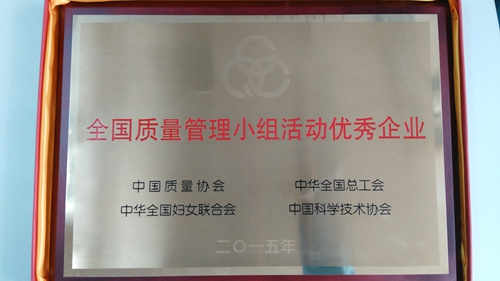 全国质量管理小组活动优秀企业
中国质量协会 中华全国总工会
中华全国妇女联合会 中国科学技术协会
二〇一五年